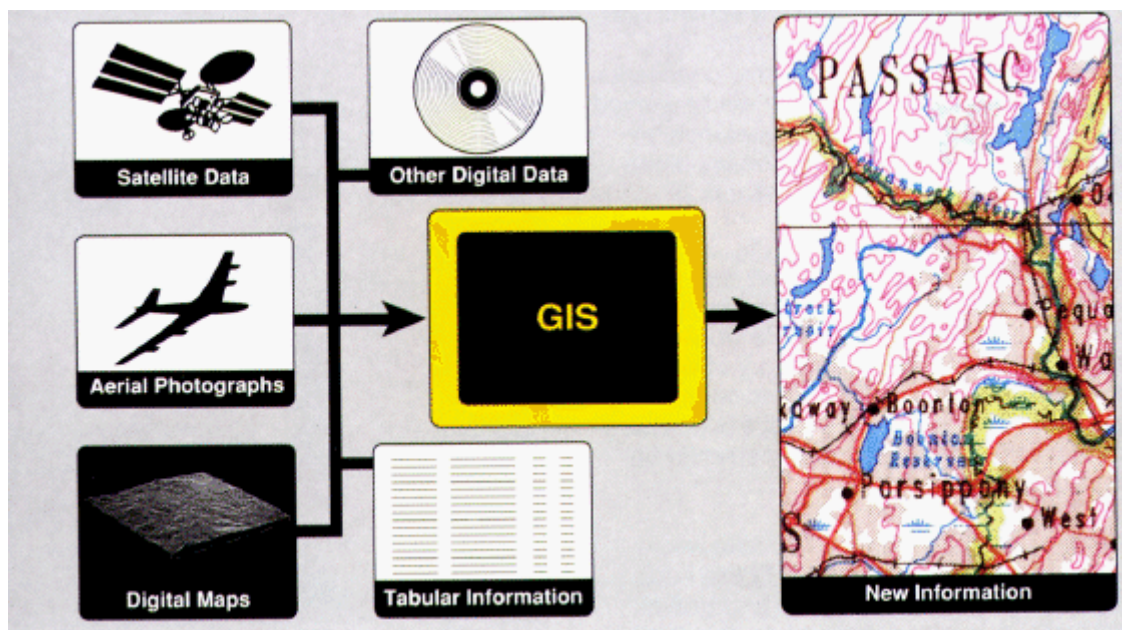 Satellite Data
Other Digital Data
Aerial Photographs
GIS
Digital Maps
Tabular Information
PASSAIC
River
Boonton
Boonton
Parsippany
West
S
New Information